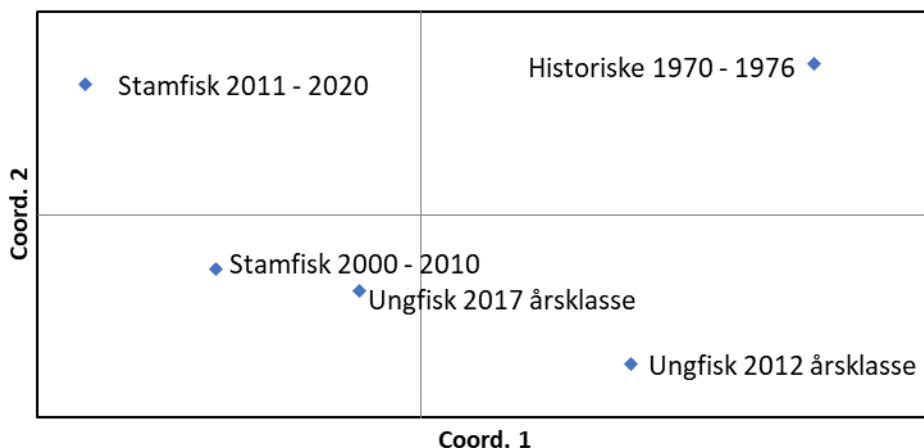 Historiske 1970 - 1976
Stamfisk 2011 - 2020
Coord. 2
Stamfisk 2000 - 2010
Ungfisk 2017 årsklasse
Ungfisk 2012 årsklasse
Coord. 1